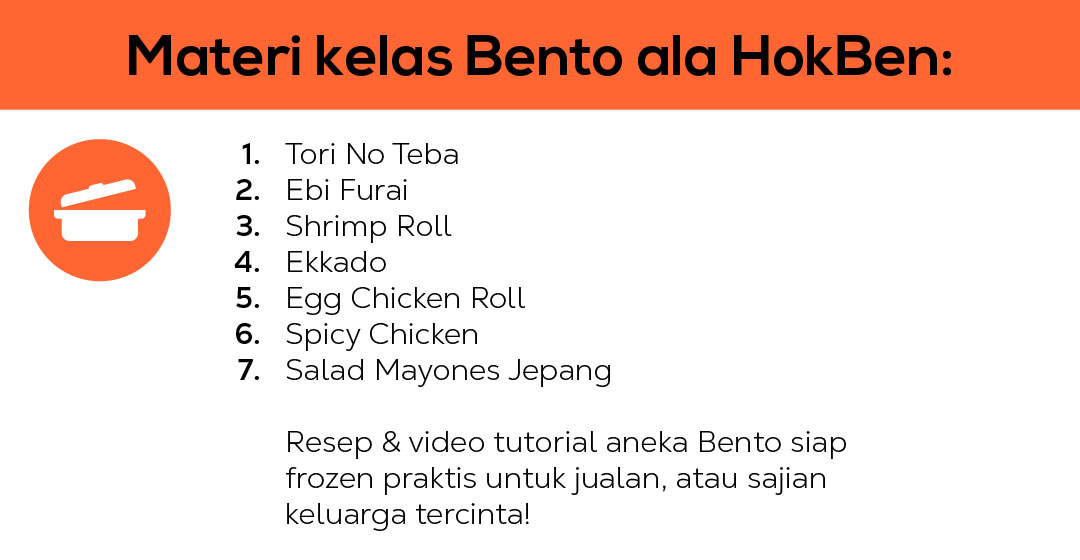 Materi kelas Bento ala HokBen:
1. Tori No Teba
2. Ebi Furai
3. Shrimp Roll
4. Ekkado
5. Egg Chicken Roll
6. Spicy Chicken
7. Salad Mayones Jepang
Resep & video tutorial aneka Bento siap
frozen praktis untuk jualan, atau sajian
keluarga tercinta!